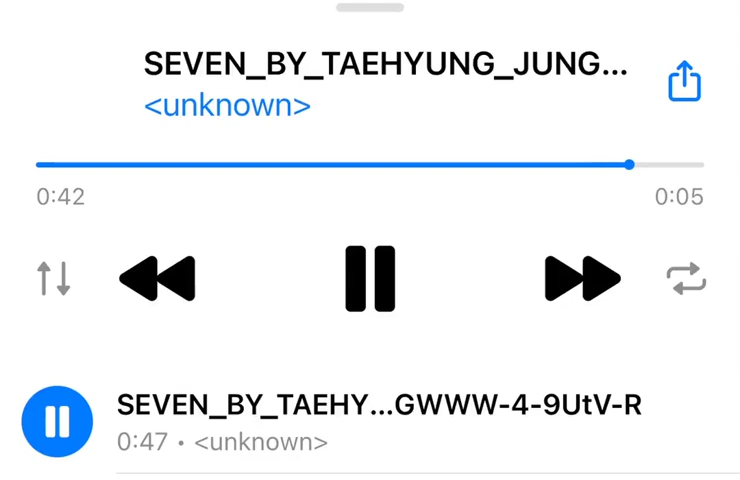 SEVEN_BY_TAEHYUNG_JUNG...
<unknown>
0:42
0:05
SEVEN_BY_TAEHY...GWWW-4-9UtV-R
0:47 • <unknown>